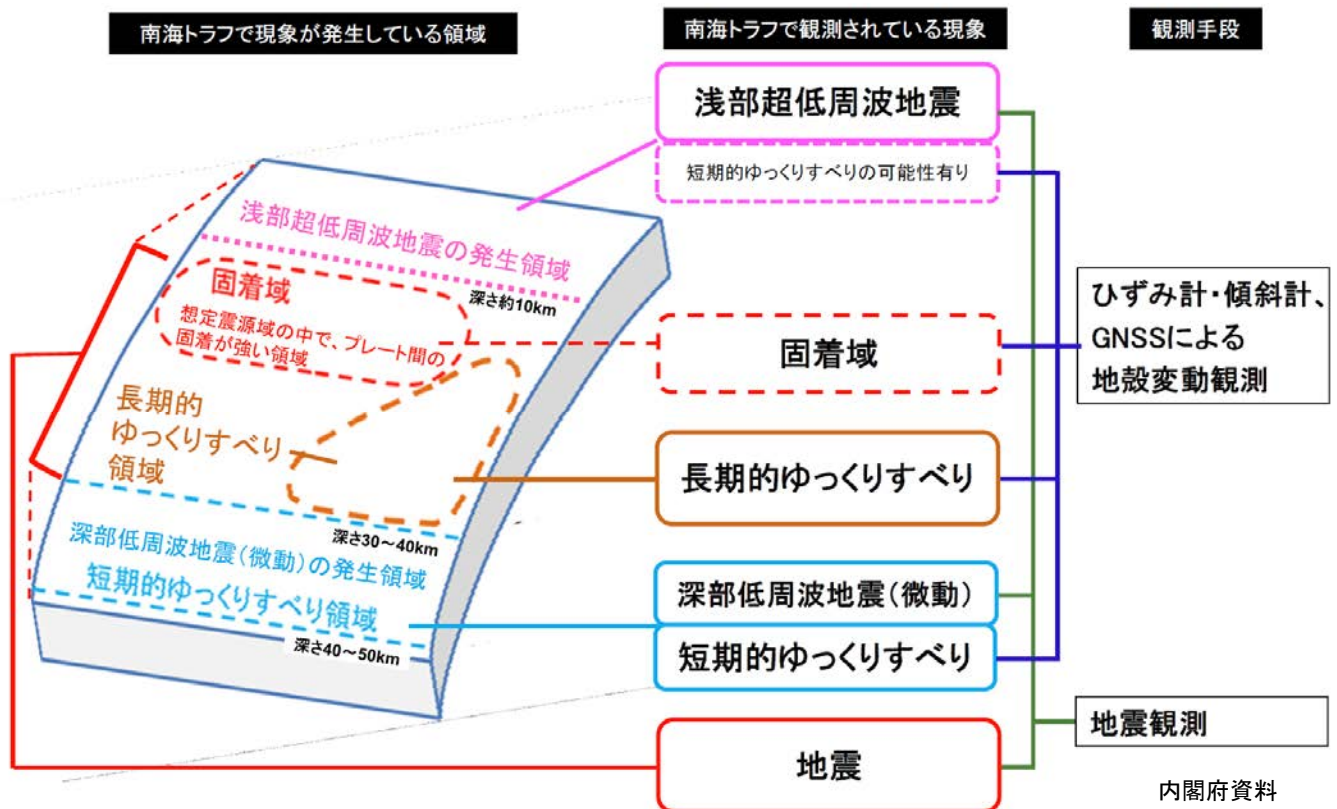 南海トラフで現象が発生している領域
南海トラフで観測されている現象
観測手段
浅部超低周波地震
短期的ゆっくりすべりの可能性有り
浅部超低周波地震の発生領域
深さ約10km
固着域
想定震源域の中で、プレート間の
固着が強い領域
固着域
ひずみ計・傾斜計、
GNSSによる
地殻変動観測
長期的
ゆっくりすべり
領域
長期的ゆっくりすべり
深さ30～40km
深部低周波地震(微動)の発生領域
短期的ゆっくりすべり領域
深さ40～50km
深部低周波地震(微動)
短期的ゆっくりすべり
地震
地震観測
内閣府資料